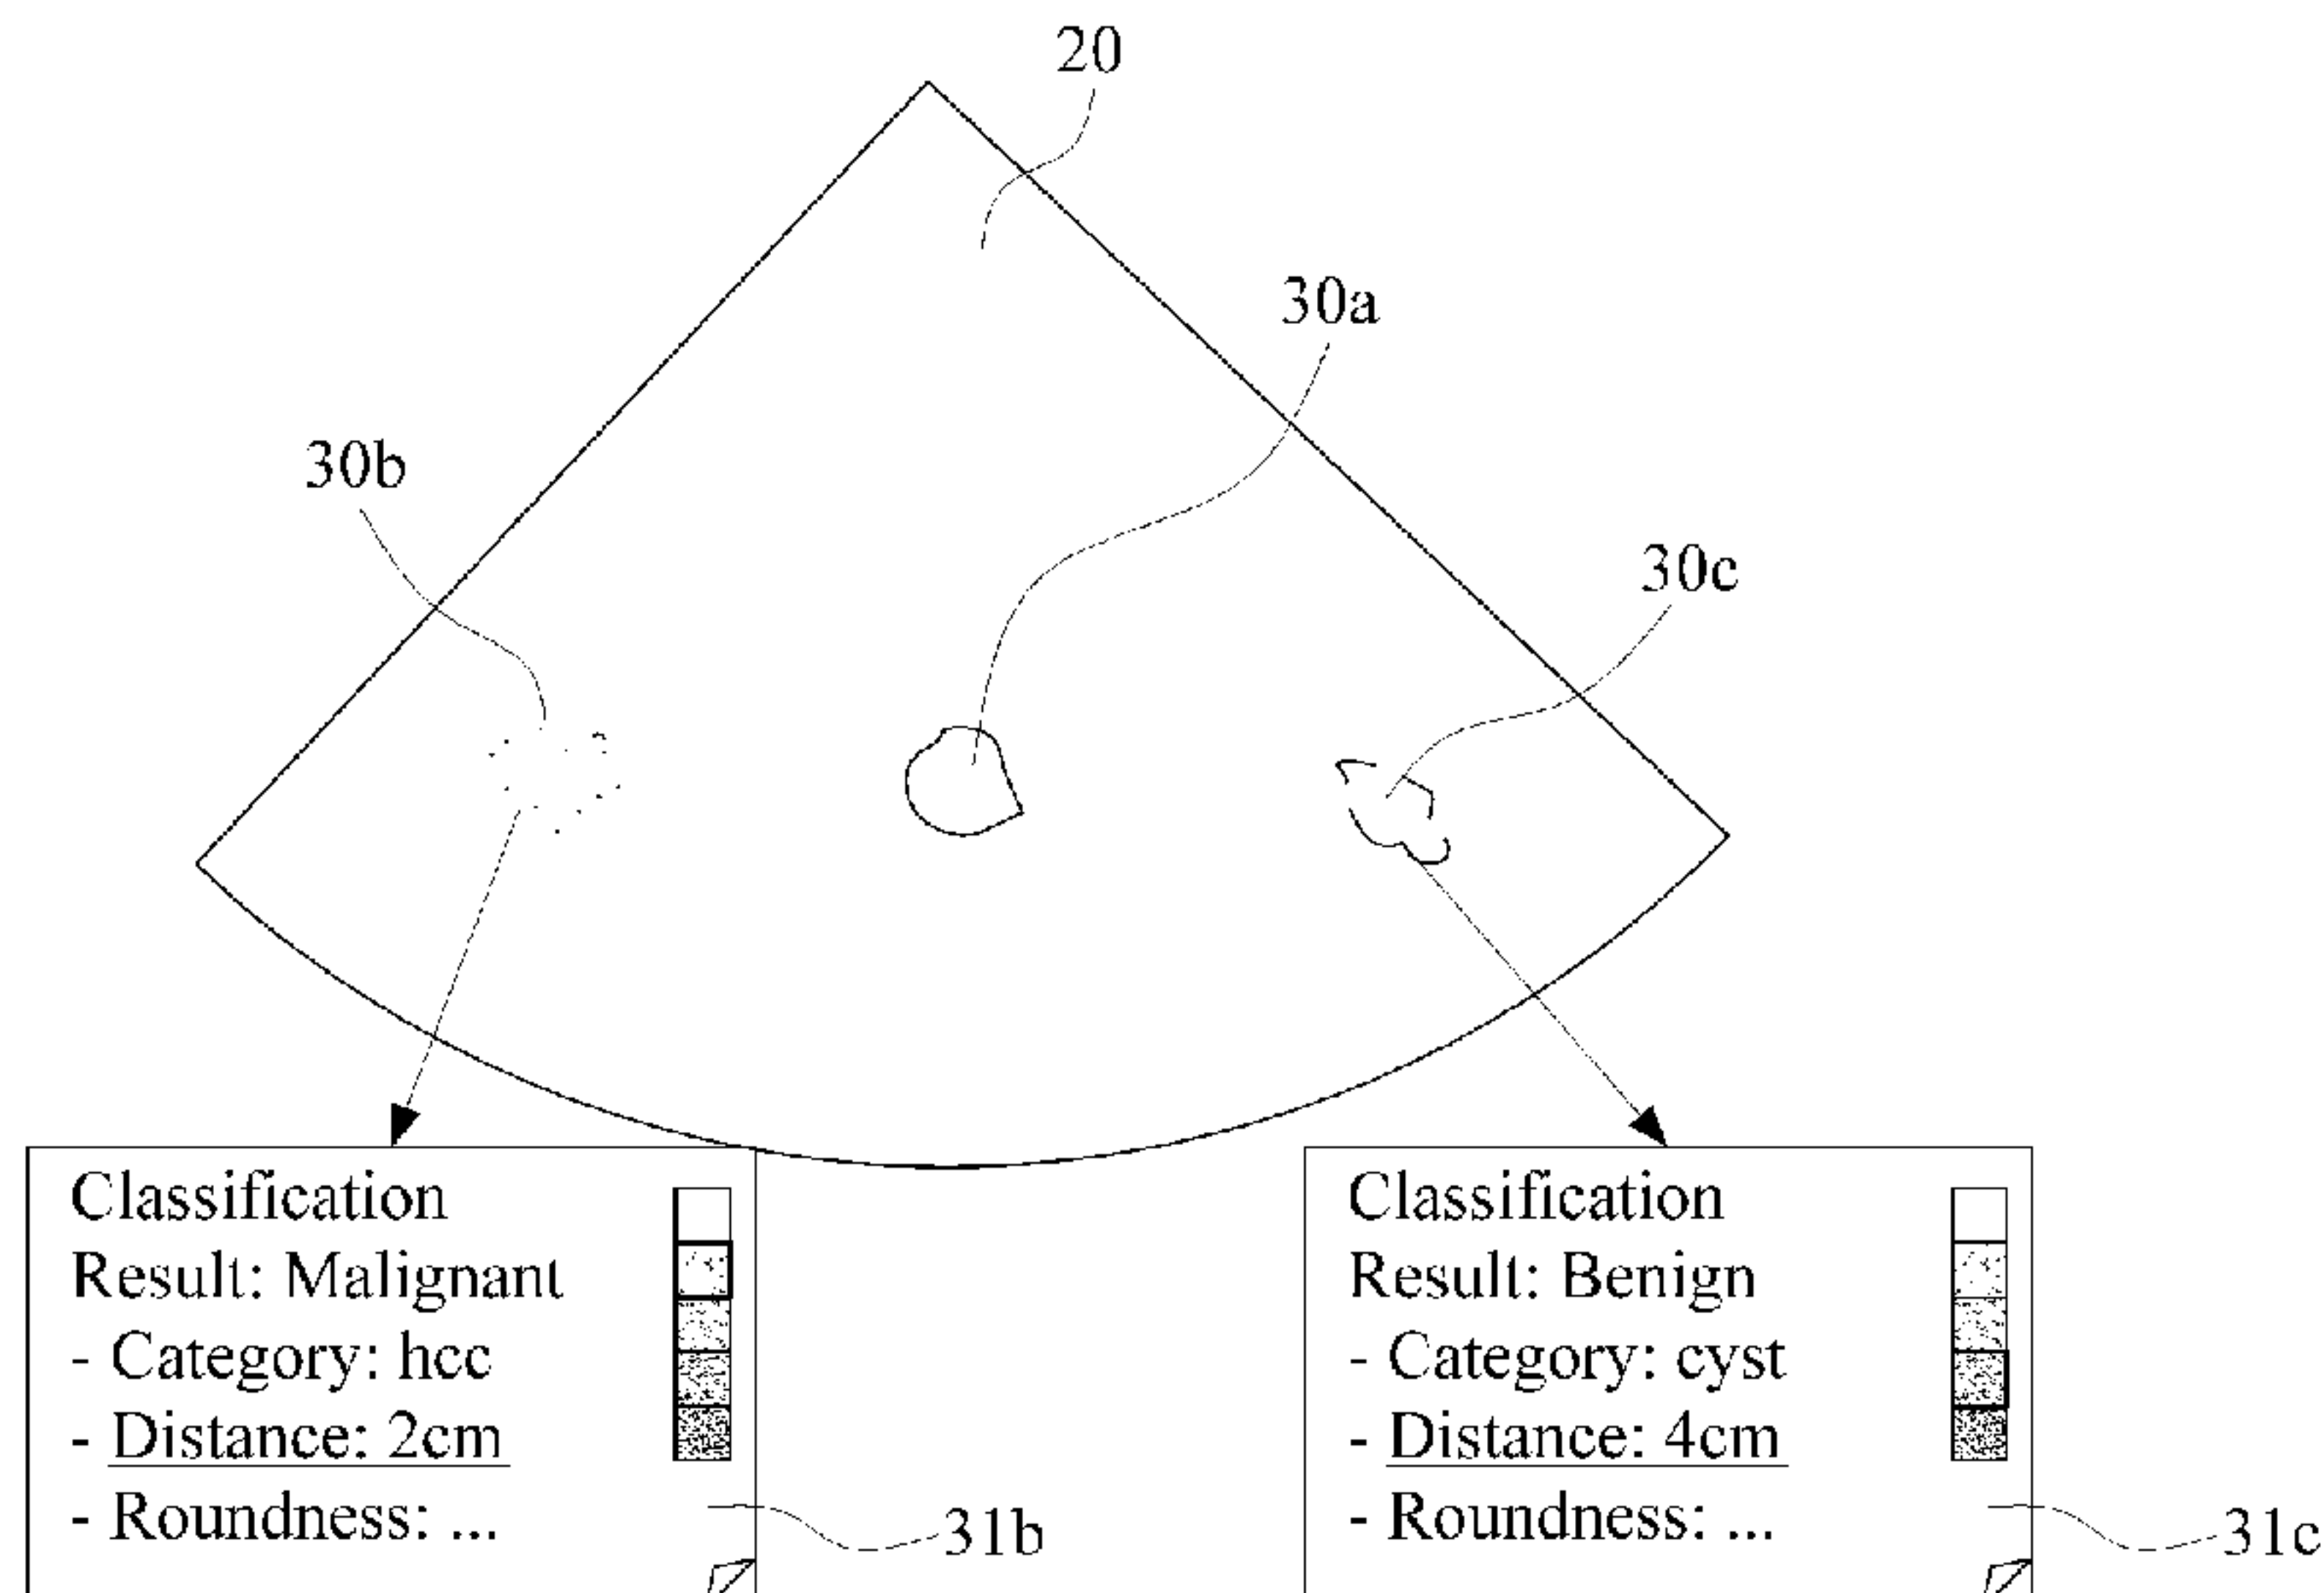 20
30a
30b
30c
Classification
Result: Malignant
- Category: hcc
- Distance: 2cm
- Roundness: ...
31b
Classification
Result: Benign
- Category: cyst
- Distance: 4cm
- Roundness: ...
31c